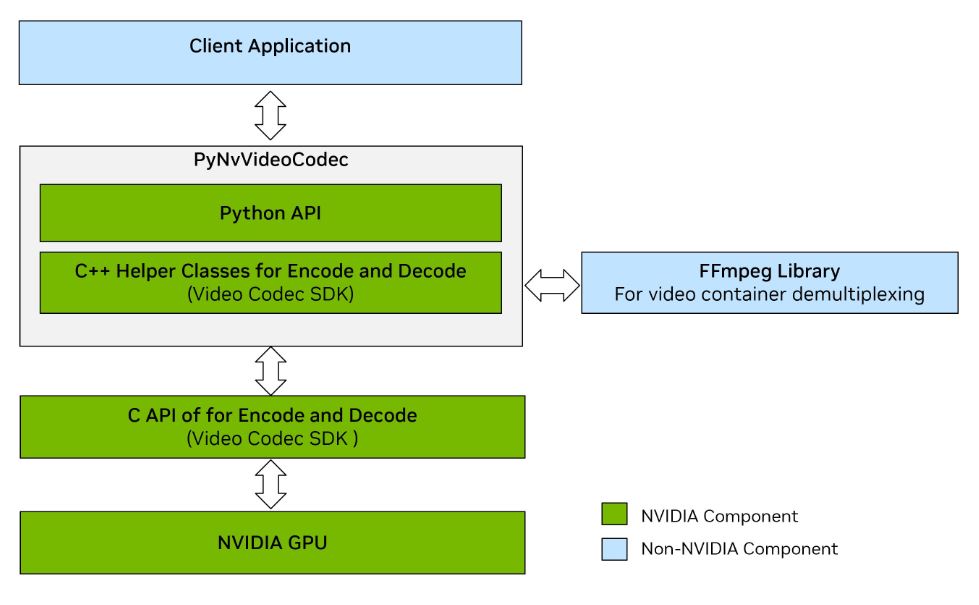 Client Application
PyNvVideoCodec
Python API
C++ Helper Classes for Encode and Decode
(Video Codec SDK)
FFmpeg Library
For video container demultiplexing
C API of for Encode and Decode
(Video Codec SDK )
NVIDIA GPU
NVIDIA Component
Non-NVIDIA Component